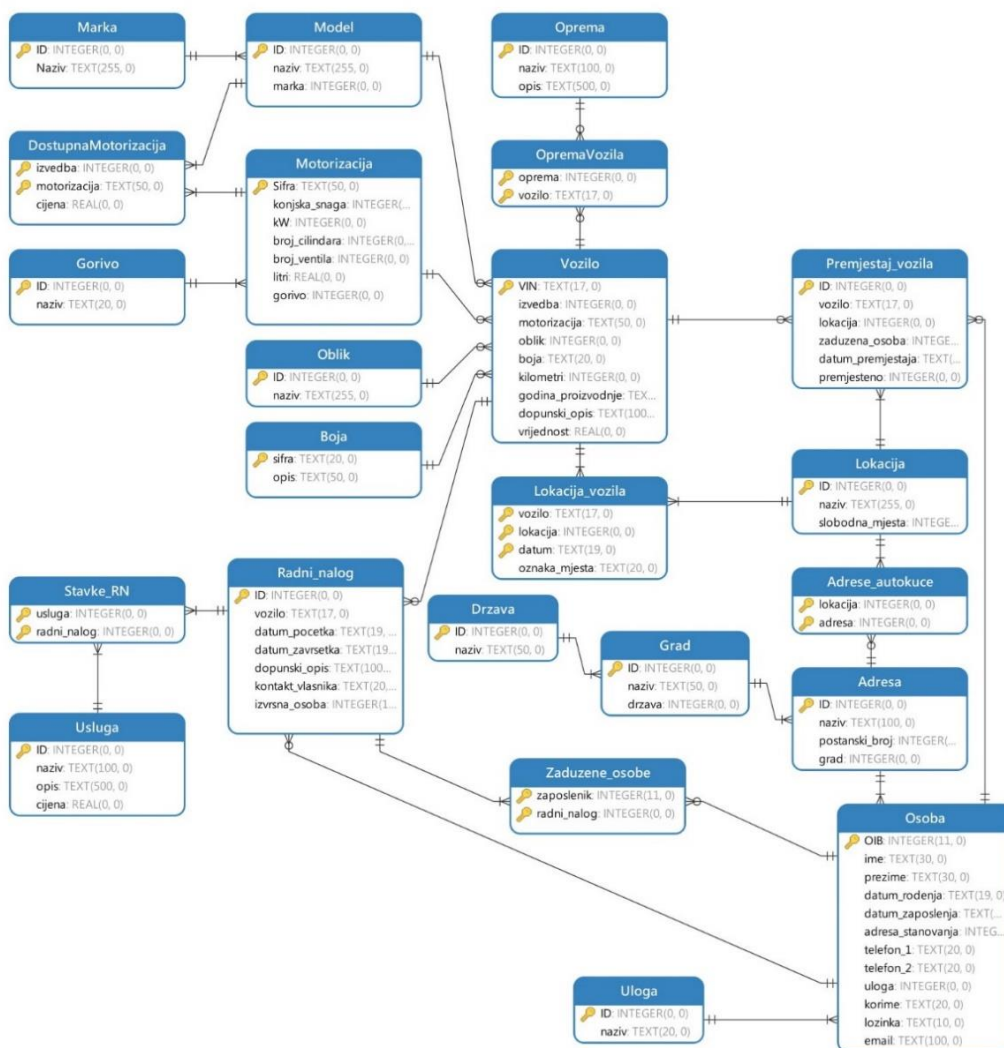 Marka
ID: INTEGER(0, 0)
Naziv: TEXT(255, 0)
Model
ID: INTEGER(0, 0)
naziv: TEXT(255, 0)
marka: INTEGER(0, 0)
Oprema
ID: INTEGER(0, 0)
naziv: TEXT(100, 0)
opis: TEXT(500, 0)
DostupnaMotorizacija
izvedba: INTEGER(0, 0)
motorizacija: TEXT(50, 0)
cijena: REAL(0, 0)
Motorizacija
Sifra: TEXT(50, 0)
konjska_snaga: INTEGER(...
kW: INTEGER(0, 0)
broj_cilindara: INTEGER(0,...
broj_ventila: INTEGER(0, 0)
litri: REAL(0, 0)
gorivo: INTEGER(0, 0)
OpremaVozila
oprema: INTEGER(0, 0)
vozilo: TEXT(17, 0)
Gorivo
ID: INTEGER(0, 0)
naziv: TEXT(20, 0)
Vozilo
VIN: TEXT(17, 0)
izvedba: INTEGER(0, 0)
motorizacija: TEXT(50, 0)
oblik: INTEGER(0, 0)
boja: TEXT(20, 0)
kilometri: INTEGER(0, 0)
godina_proizvodnje: TEX...
dopunski_opis: TEXT(100...
vrijednost: REAL(0, 0)
Premjestaj_vozila
ID: INTEGER(0, 0)
vozilo: TEXT(17, 0)
lokacija: INTEGER(0, 0)
zaduzena_osoba: INTEGE...
datum_premjestaja: TEXT(...
premjesteno: INTEGER(0, 0)
Oblik
ID: INTEGER(0, 0)
naziv: TEXT(255, 0)
Boja
sifra: TEXT(20, 0)
opis: TEXT(50, 0)
Lokacija
ID: INTEGER(0, 0)
naziv: TEXT(255, 0)
slobodna_mjesta: INTEGE...
Lokacija_vozila
vozilo: TEXT(17, 0)
lokacija: INTEGER(0, 0)
datum: TEXT(19, 0)
oznaka_mjesta: TEXT(20, 0)
Radni_nalog
ID: INTEGER(0, 0)
vozilo: TEXT(17, 0)
datum_pocetka: TEXT(19, ...
datum_zavrsetka: TEXT(19...
dopunski_opis: TEXT(100...
kontakt_vlasnika: TEXT(20,...
izvrsna_osoba: INTEGER(1...
Stavke_RN
usluga: INTEGER(0, 0)
radni_nalog: INTEGER(0, 0)
Drzava
ID: INTEGER(0, 0)
naziv: TEXT(50, 0)
Adrese_autokuce
lokacija: INTEGER(0, 0)
adresa: INTEGER(0, 0)
Grad
ID: INTEGER(0, 0)
naziv: TEXT(50, 0)
drzava: INTEGER(0, 0)
Adresa
ID: INTEGER(0, 0)
naziv: TEXT(100, 0)
postanski_broj: INTEGER(...
grad: INTEGER(0, 0)
Usluga
ID: INTEGER(0, 0)
naziv: TEXT(100, 0)
opis: TEXT(500, 0)
cijena: REAL(0, 0)
Zaduzene_osobe
zaposlenik: INTEGER(11, 0)
radni_nalog: INTEGER(0, 0)
Osoba
OIB: INTEGER(11, 0)
ime: TEXT(30, 0)
prezime: TEXT(30, 0)
datum_rodenja: TEXT(19, 0)
datum_zaposlenja: TEXT(...
adresa_stanovanja: INTEG...
telefon_1: TEXT(20, 0)
telefon_2: TEXT(20, 0)
uloga: INTEGER(0, 0)
korime: TEXT(20, 0)
lozinka: TEXT(10, 0)
email: TEXT(100, 0)
Uloga
ID: INTEGER(0, 0)
naziv: TEXT(20, 0)